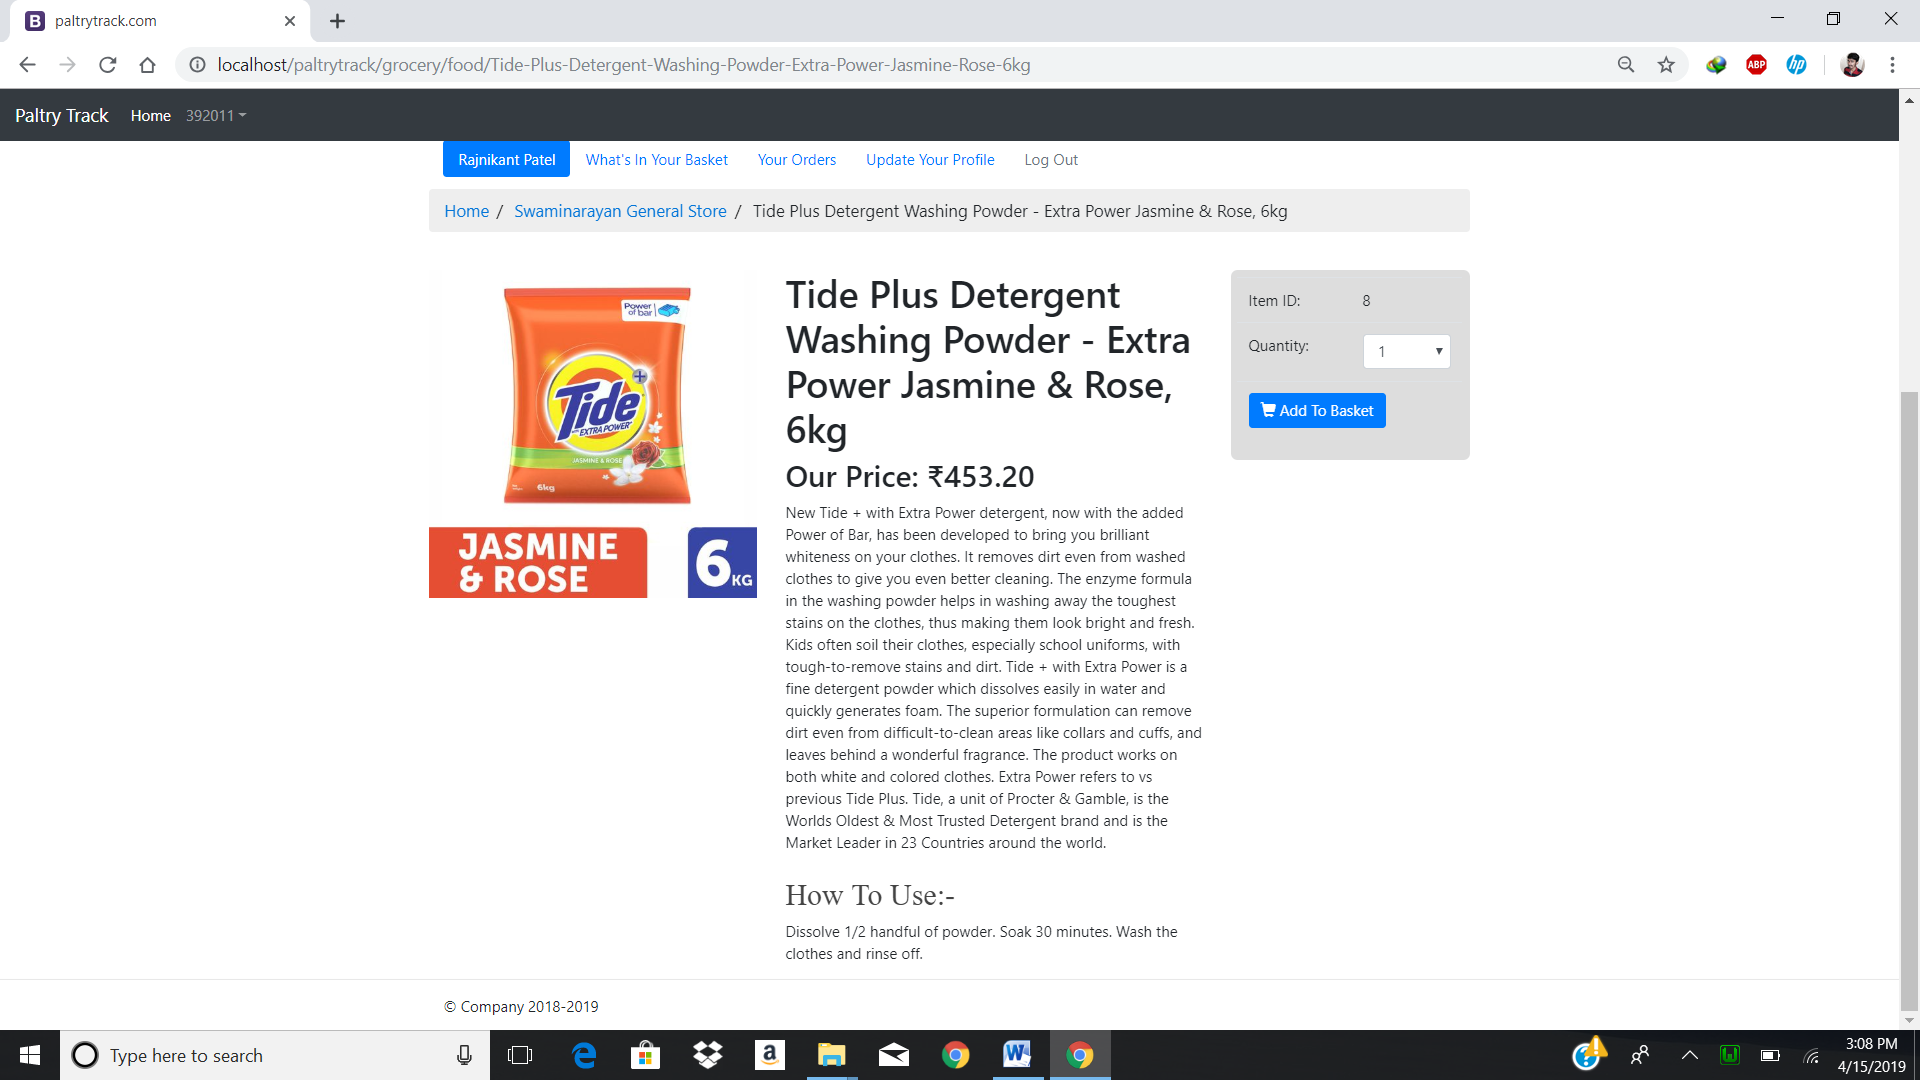 paltrytrack.com
localhost/paltrytrack/grocery/food/Tide-Plus-Detergent-Washing-Powder-Extra-Power-Jasmine-Rose-6kg
ABP
hp
Paltry Track Home 392011
Rajnikant Patel What's In Your Basket Your Orders Update Your Profile Log Out
Home / Swaminarayan General Store / Tide Plus Detergent Washing Powder - Extra Power Jasmine & Rose, 6kg
Power
of bar
Tide
EXTRA POWER
JASMINE & ROSE
6kg
JASMINE
& ROSE
6 KG
Tide Plus Detergent
Washing Powder - Extra
Power Jasmine & Rose,
6kg
Our Price: ₹453.20
New Tide + with Extra Power detergent, now with the added
Power of Bar, has been developed to bring you brilliant
whiteness on your clothes. It removes dirt even from washed
clothes to give you even better cleaning. The enzyme formula
in the washing powder helps in washing away the toughest
stains on the clothes, thus making them look bright and fresh.
Kids often soil their clothes, especially school uniforms, with
tough-to-remove stains and dirt. Tide + with Extra Power is a
fine detergent powder which dissolves easily in water and
quickly generates foam. The superior formulation can remove
dirt even from difficult-to-clean areas like collars and cuffs, and
leaves behind a wonderful fragrance. The product works on
both white and colored clothes. Extra Power refers to vs
previous Tide Plus. Tide, a unit of Procter & Gamble, is the
Worlds Oldest & Most Trusted Detergent brand and is the
Market Leader in 23 Countries around the world.
How To Use:-
Dissolve 1/2 handful of powder. Soak 30 minutes. Wash the
clothes and rinse off.
Item ID: 8
Quantity: 1
Add To Basket
© Company 2018-2019
Type here to search
3:08 PM
4/15/2019